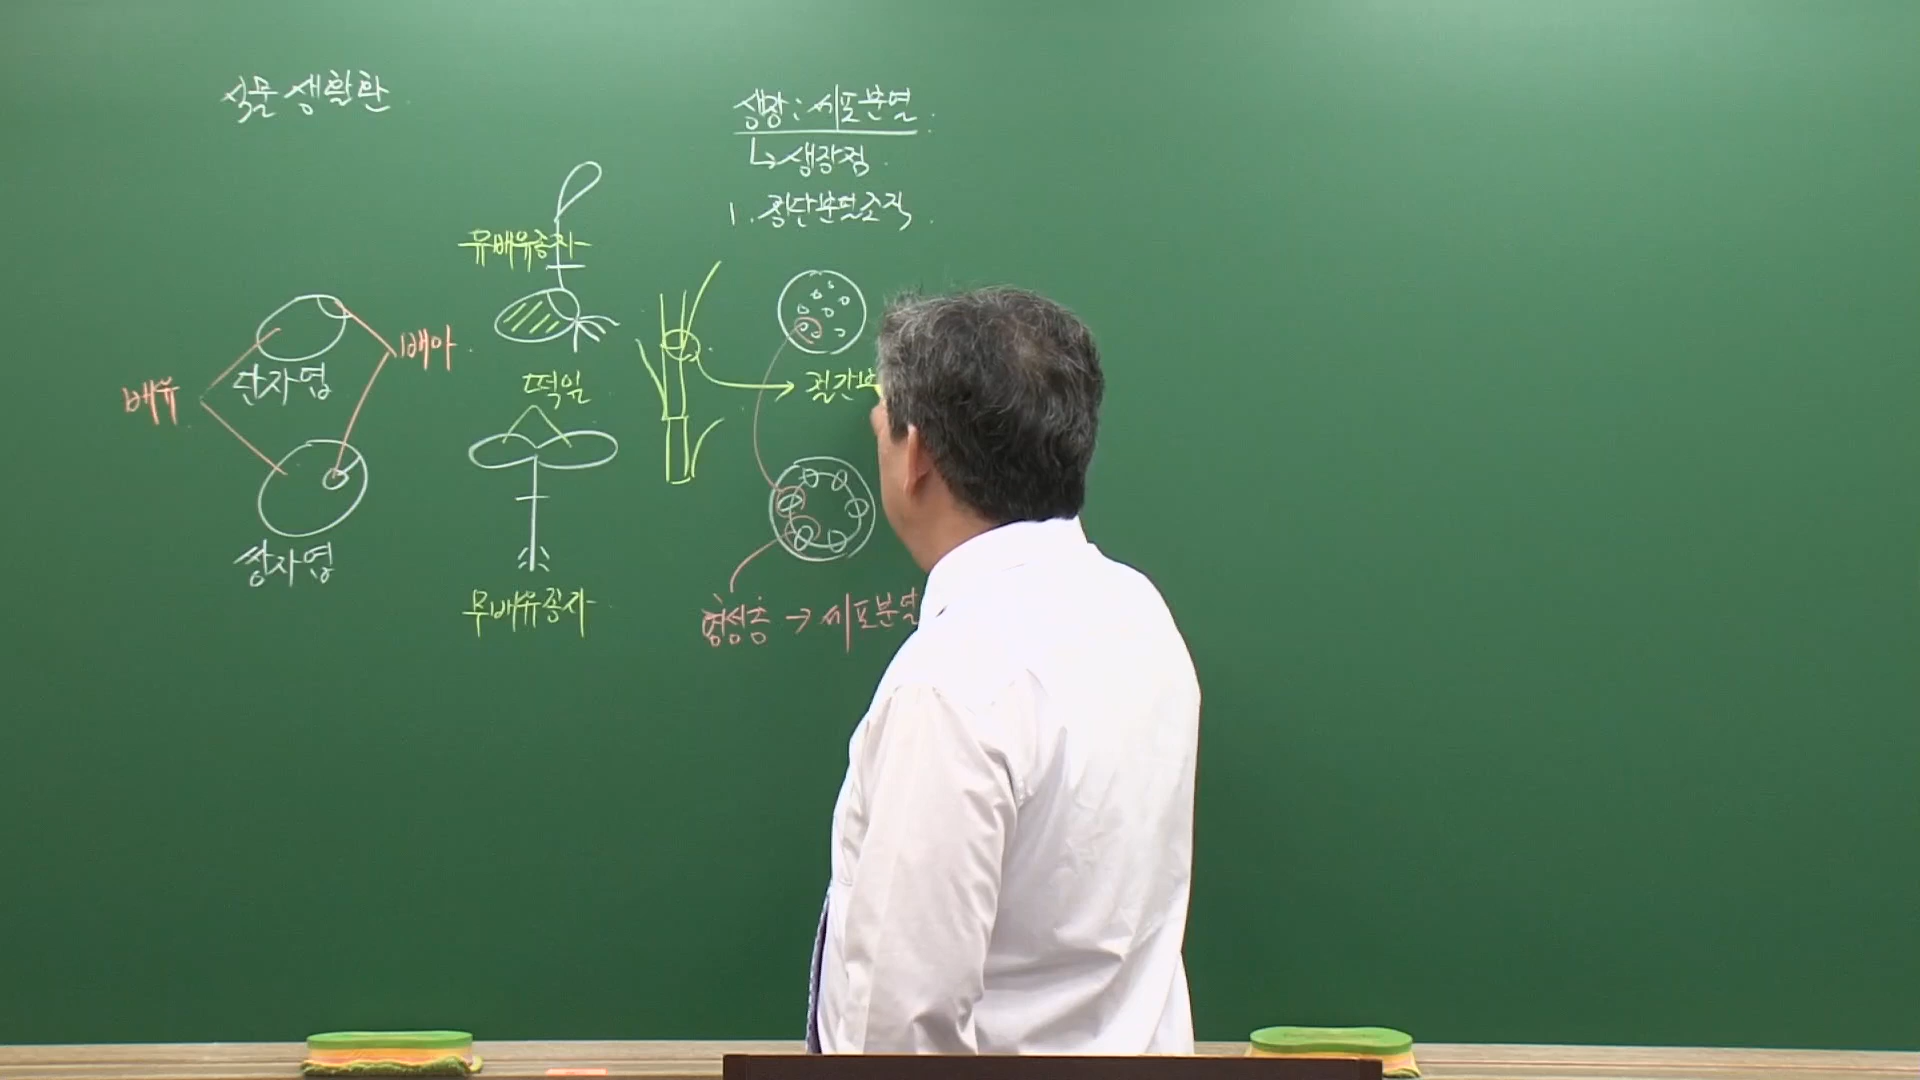 식물 생활환
생장 : 세포분열
↳ 생장점
1. 정단분열조직
유배유종자
배아
배유
단자엽
떡잎
절간분
쌍자엽
무배유종자
형성층 → 세포분열